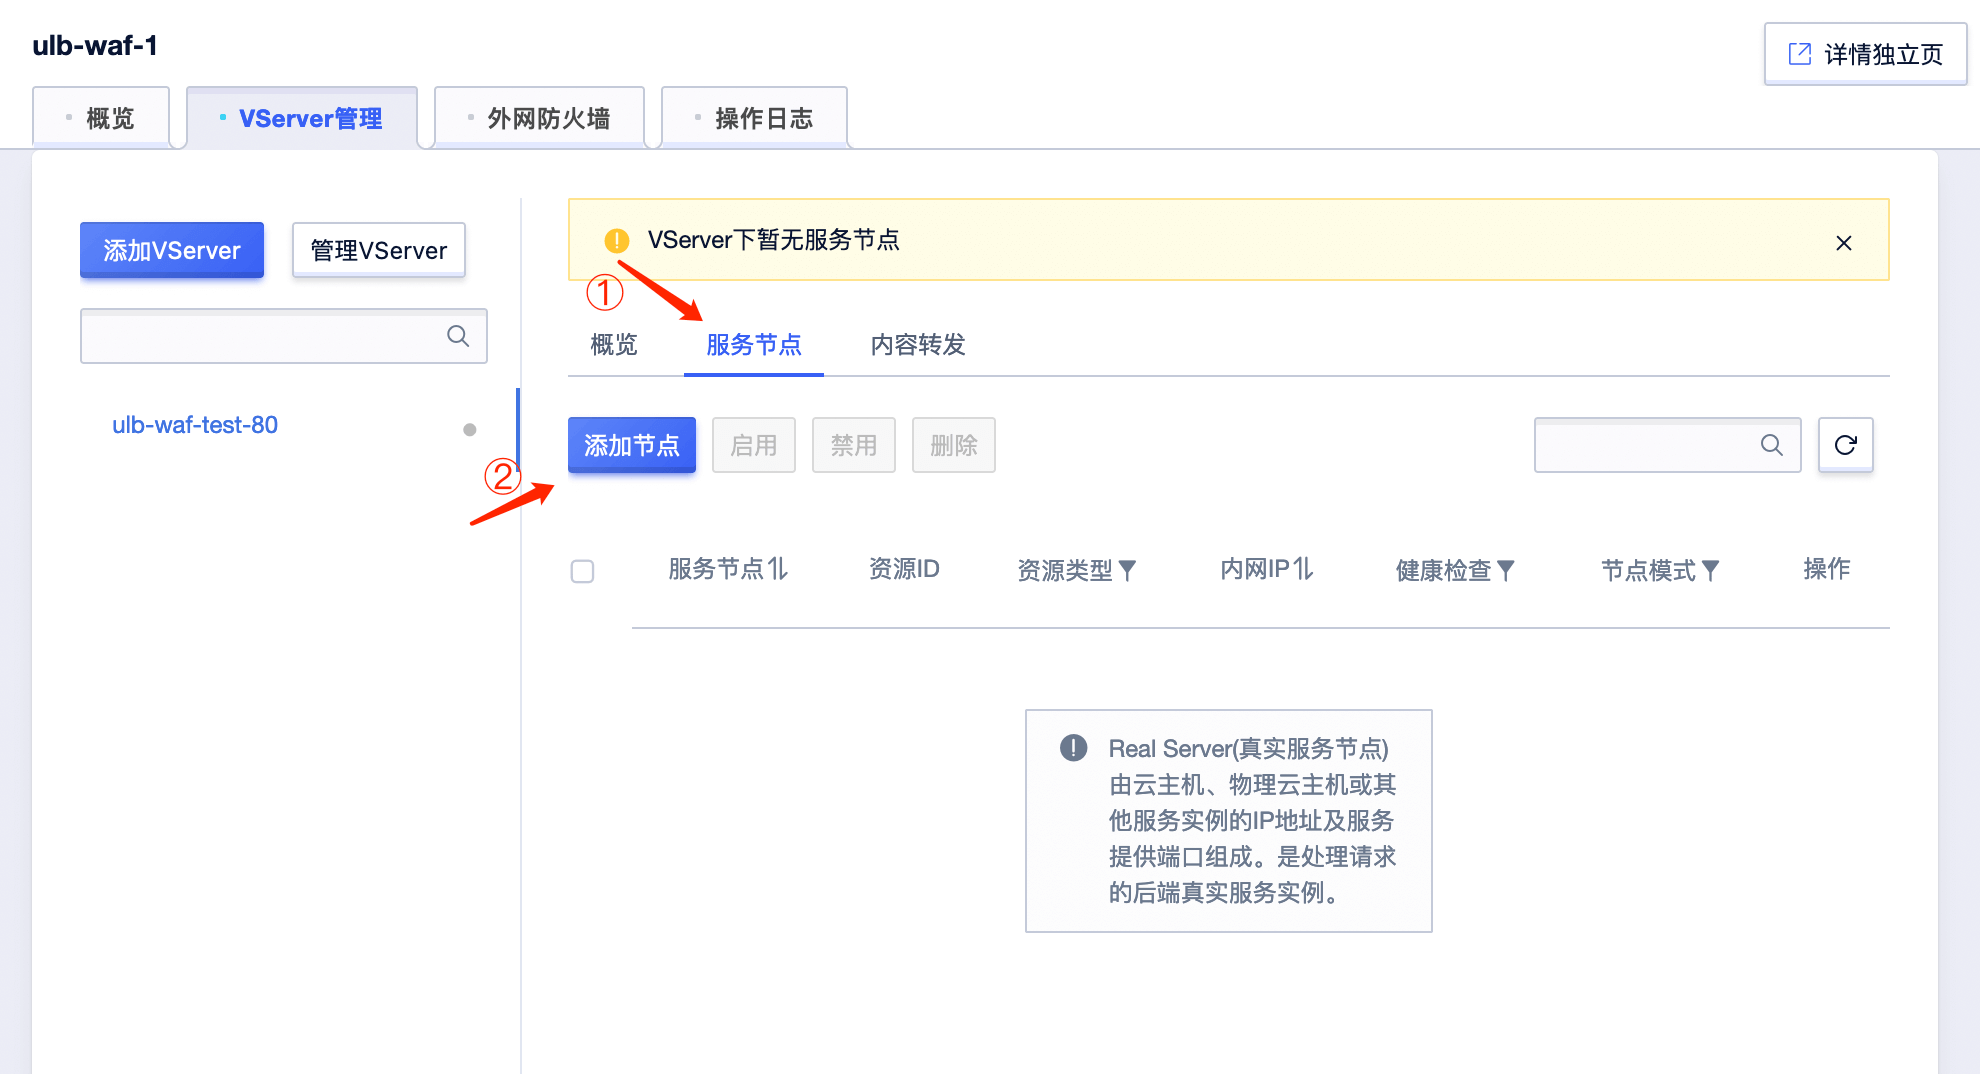 ulb-waf-1
详情独立页
概览
VServer管理
外网防火墙
操作日志
添加VServer
管理VServer
VServer下暂无服务节点
①
概览
服务节点
内容转发
ulb-waf-test-80
②
添加节点
启用
禁用
删除
服务节点
资源ID
资源类型
内网IP
健康检查
节点模式
操作
Real Server(真实服务节点)
由云主机、物理云主机或其
他服务实例的IP地址及服务
提供端口组成。是处理请求
的后端真实服务实例。